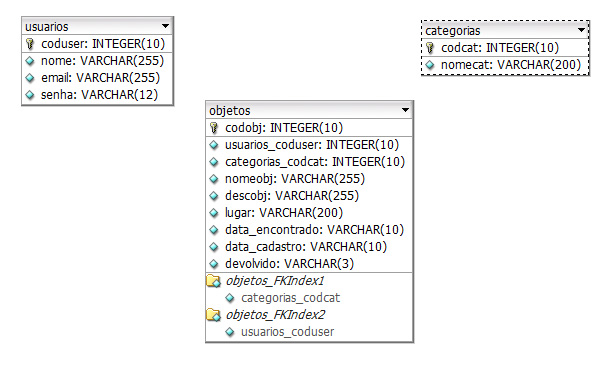 usuarios
coduser: INTEGER(10)
nome: VARCHAR(255)
email: VARCHAR(255)
senha: VARCHAR(12)
categorias
codcat: INTEGER(10)
nomecat: VARCHAR(200)
objetos
codobj: INTEGER(10)
usuarios_coduser: INTEGER(10)
categorias_codcat: INTEGER(10)
nomeobj: VARCHAR(255)
descobj: VARCHAR(255)
lugar: VARCHAR(200)
data_encontrado: VARCHAR(10)
data_cadastro: VARCHAR(10)
devolvido: VARCHAR(3)
objetos_FKIndex1
categorias_codcat
objetos_FKIndex2
usuarios_coduser